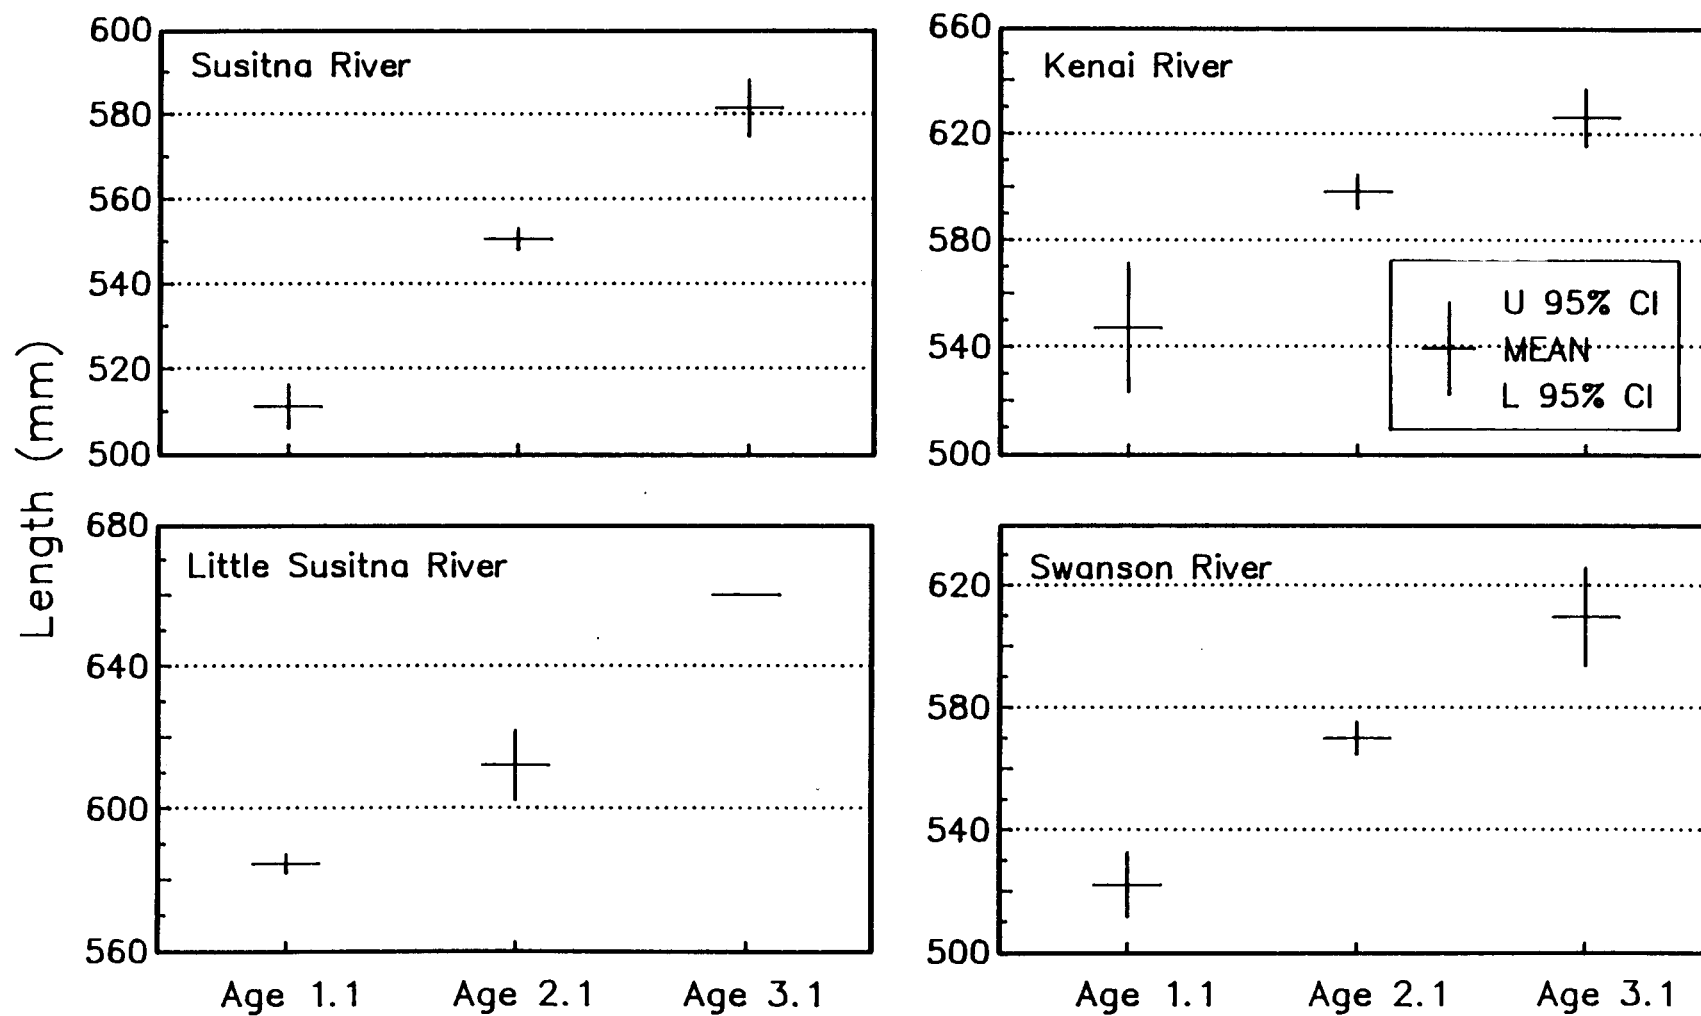 Length (mm)
Susitna River
600
580
560
540
520
500
Kenai River
660
620
580
540
500
U 95% CI
MEAN
L 95% CI
Little Susitna River
680
640
600
560
Age 1.1 Age 2.1 Age 3.1
Swanson River
620
580
540
500
Age 1.1 Age 2.1 Age 3.1